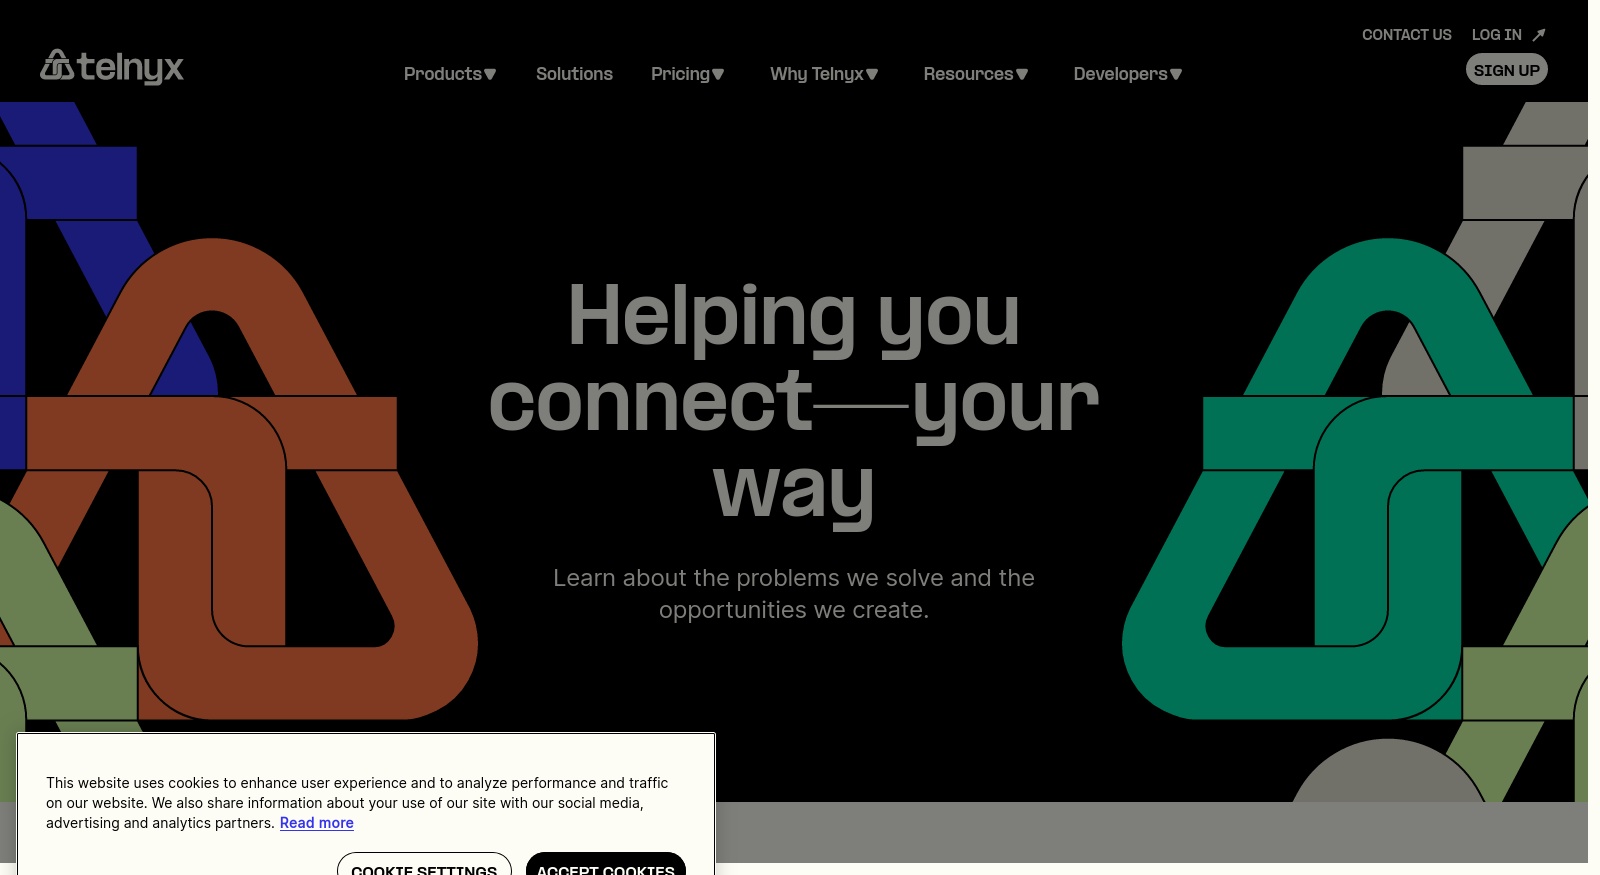 CONTACT US LOG IN
telnyx Products Solutions Pricing Why Telnyx Resources Developers SIGN UP
Helping you
connect—your
way
Learn about the problems we solve and the
opportunities we create.
This website uses cookies to enhance user experience and to analyze performance and traffic
on our website. We also share information about your use of our site with our social media,
advertising and analytics partners. Read more
COOKIE SETTINGS ACCEPT COOKIES